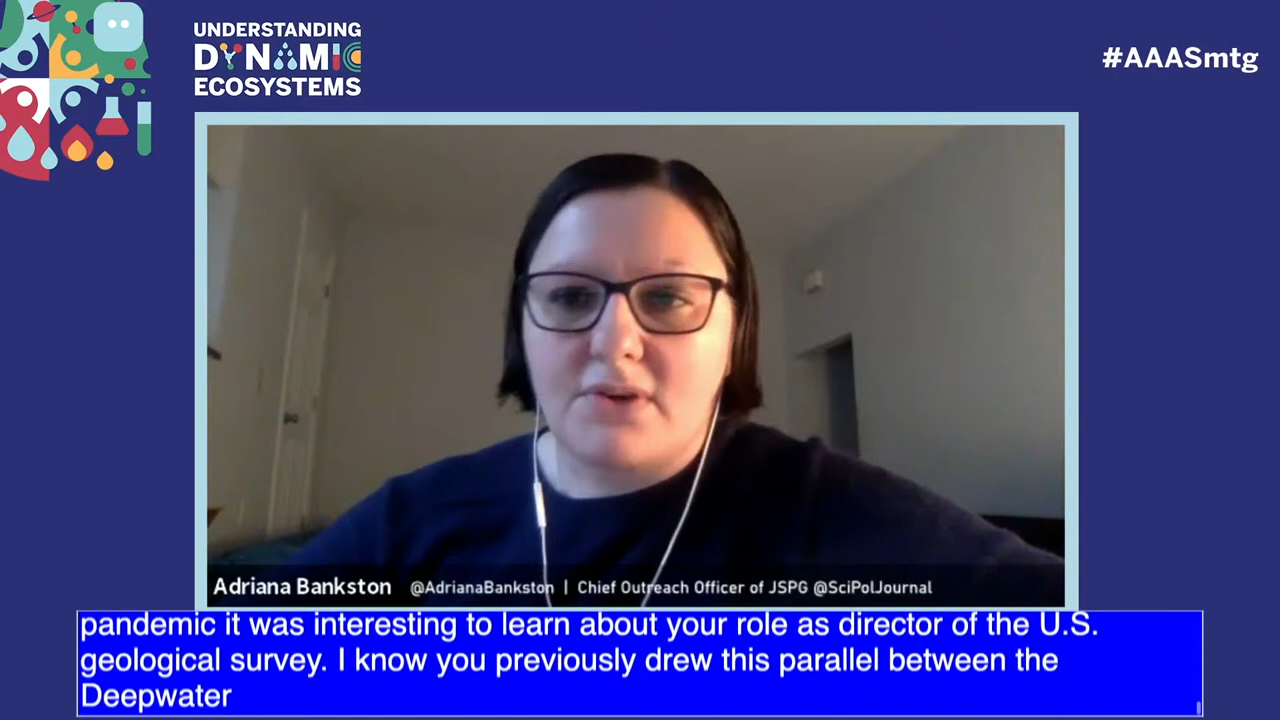 UNDERSTANDING
DYNAMIC
ECOSYSTEMS
#AAASmtg
Adriana Bankston @AdrianaBankston | Chief Outreach Officer of JSPG @SciPolJournal
pandemic it was interesting to learn about your role as director of the U.S.
geological survey. I know you previously drew this parallel between the
Deepwater